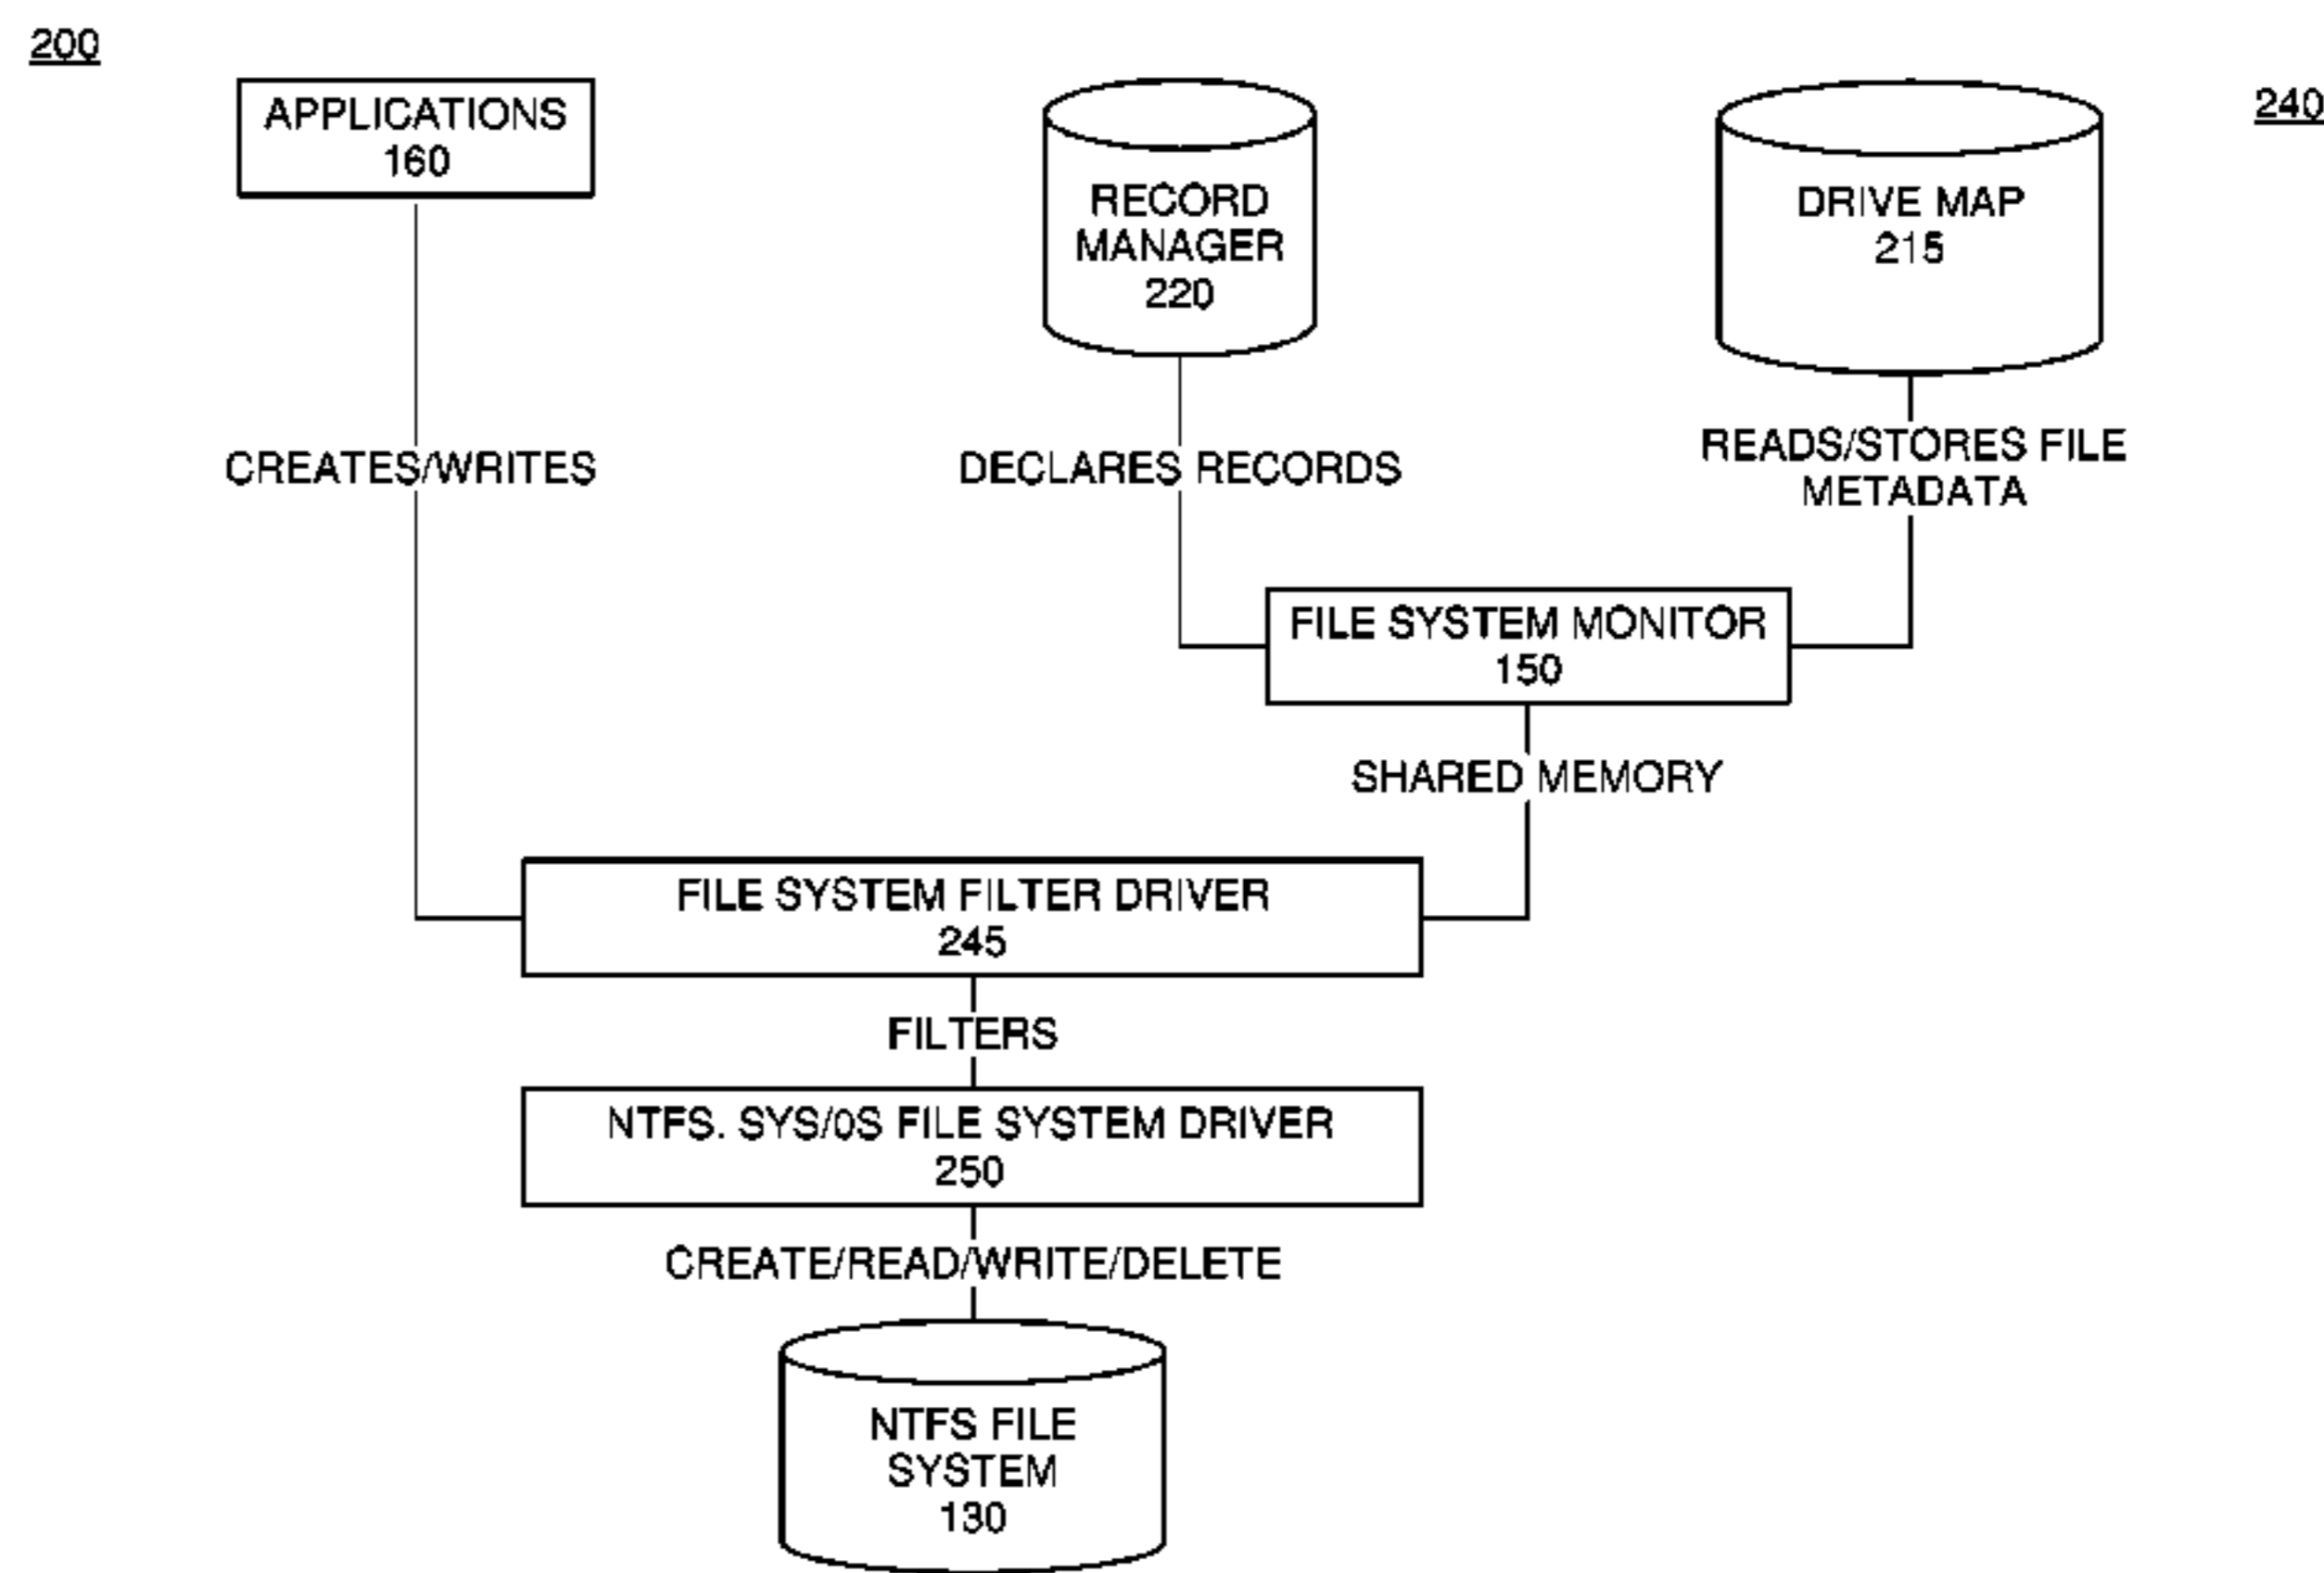 200
APPLICATIONS
160
RECORD
MANAGER
220
DRIVE MAP
215
240
CREATES/WRITES
DECLARES RECORDS
READS/STORES FILE
METADATA
FILE SYSTEM MONITOR
150
SHARED MEMORY
FILE SYSTEM FILTER DRIVER
245
FILTERS
NTFS. SYS/0S FILE SYSTEM DRIVER
250
CREATE/READ/WRITE/DELETE
NTFS FILE
SYSTEM
130